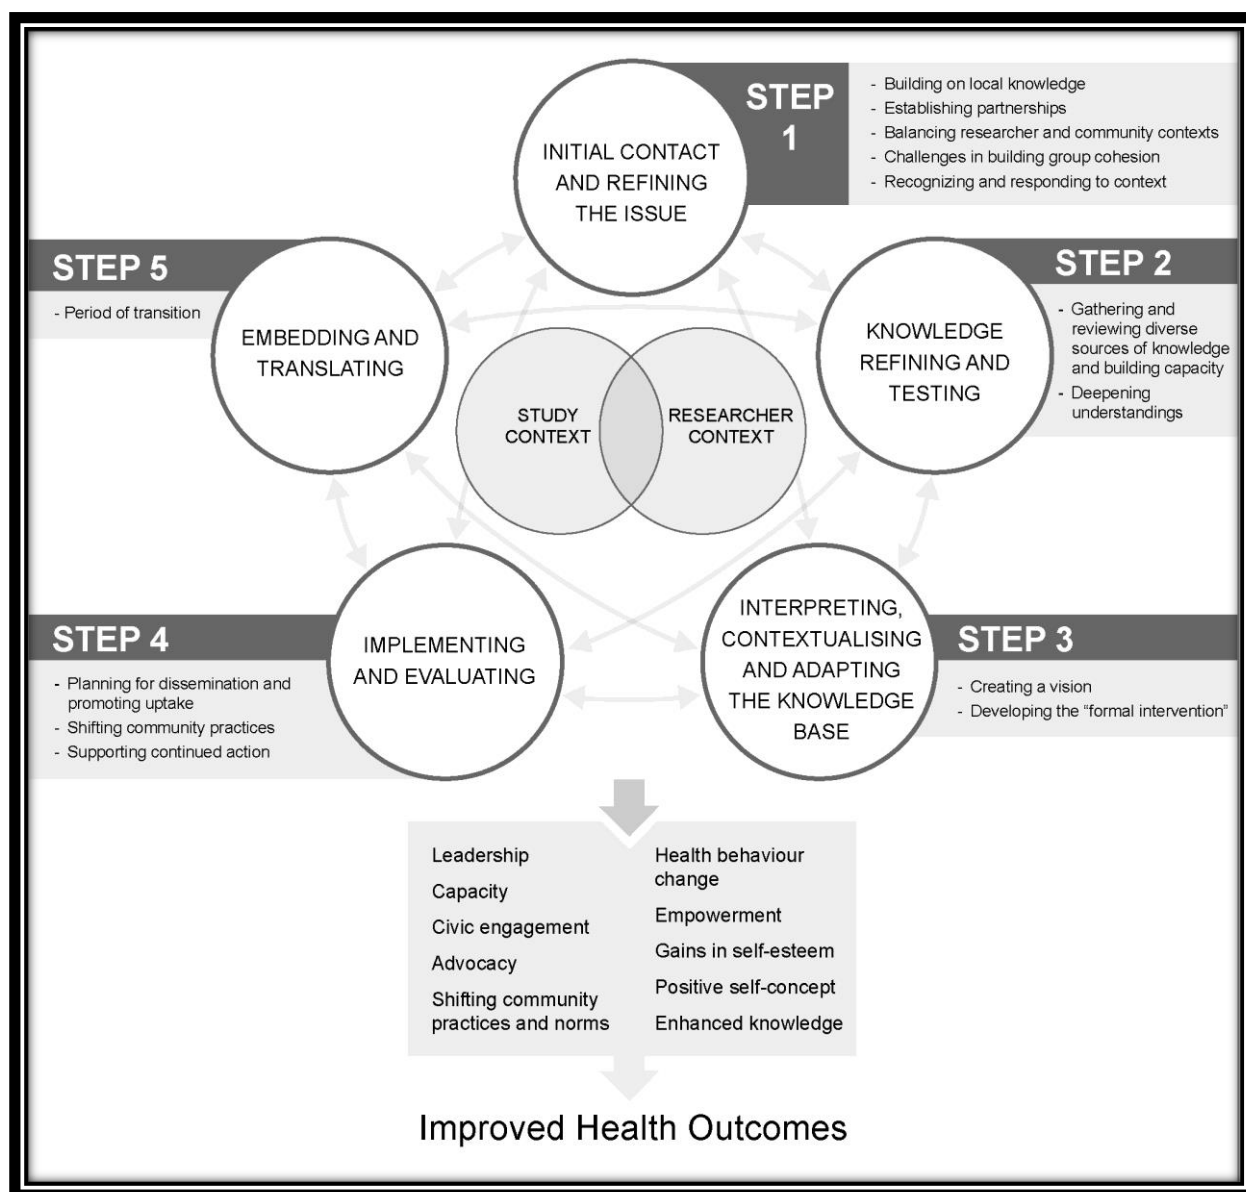 STEP
1
- Building on local knowledge
- Establishing partnerships
- Balancing researcher and community contexts
- Challenges in building group cohesion
- Recognizing and responding to context
INITIAL CONTACT
AND REFINING
THE ISSUE
STEP 2
- Gathering and
reviewing diverse
sources of knowledge
and building capacity
- Deepening
understandings
KNOWLEDGE
REFINING AND
TESTING
STEP 3
- Creating a vision
- Developing the “formal intervention”
INTERPRETING,
CONTEXTUALISING
AND ADAPTING
THE KNOWLEDGE
BASE
STEP 4
- Planning for dissemination and
promoting uptake
- Shifting community practices
- Supporting continued action
IMPLEMENTING
AND EVALUATING
STEP 5
- Period of transition
EMBEDDING AND
TRANSLATING
STUDY
CONTEXT
RESEARCHER
CONTEXT
Leadership
Capacity
Civic engagement
Advocacy
Shifting community
practices and norms
Health behaviour
change
Empowerment
Gains in self-esteem
Positive self-concept
Enhanced knowledge
Improved Health Outcomes